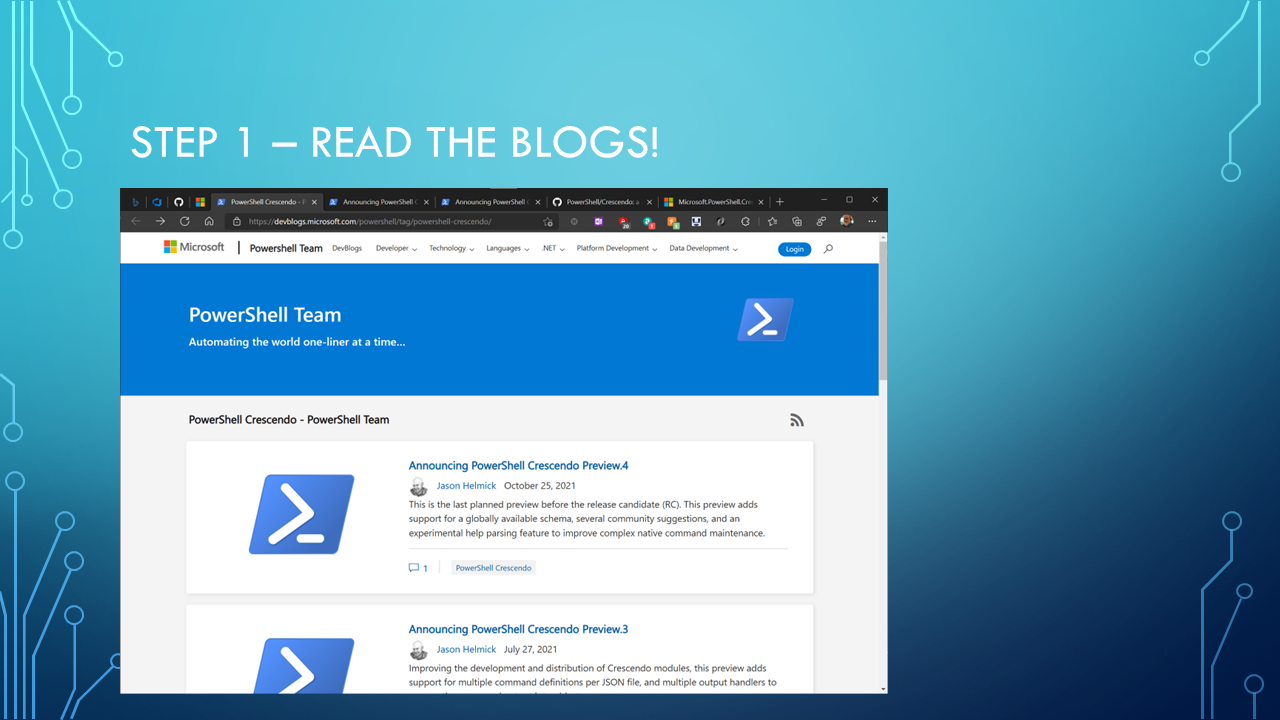 STEP 1 – READ THE BLOGS!
PowerShell Crescendo - P
Announcing PowerShell C
Announcing PowerShell C
PowerShell/Crescendo: a
Microsoft.PowerShell.Cre
https://devblogs.microsoft.com/powershell/tag/powershell-crescendo/
Microsoft
Powershell Team
DevBlogs
Developer
Technology
Languages
.NET
Platform Development
Data Development
Login
PowerShell Team
Automating the world one-liner at a time...
PowerShell Crescendo - PowerShell Team
Announcing PowerShell Crescendo Preview.4
Jason Helmick October 25, 2021
This is the last planned preview before the release candidate (RC). This preview adds
support for a globally available schema, several community suggestions, and an
experimental help parsing feature to improve complex native command maintenance.
1
PowerShell Crescendo
Announcing PowerShell Crescendo Preview.3
Jason Helmick July 27, 2021
Improving the development and distribution of Crescendo modules, this preview adds
support for multiple command definitions per JSON file, and multiple output handlers to